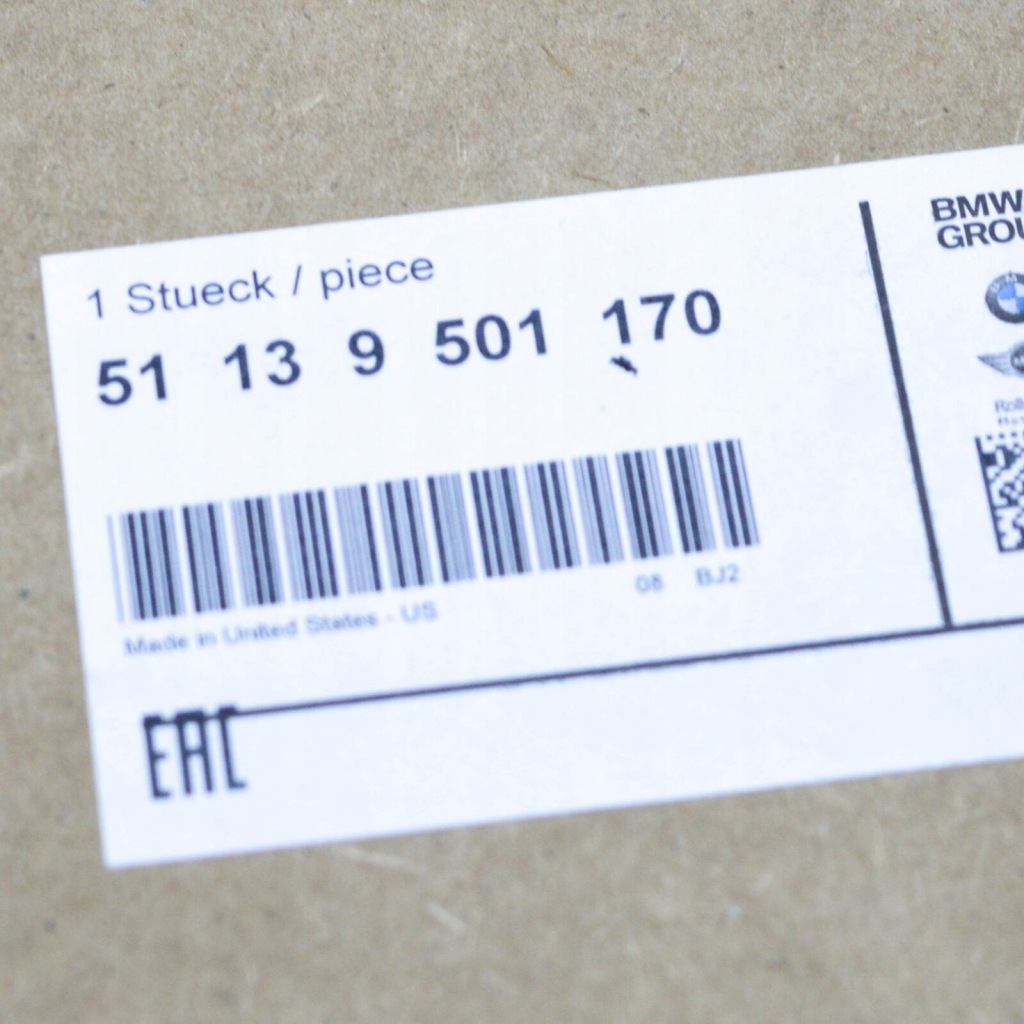 1 Stueck / piece
51 13 9 501 170
08 BJ2
Made in United States - US
EAC
BMW
GROU